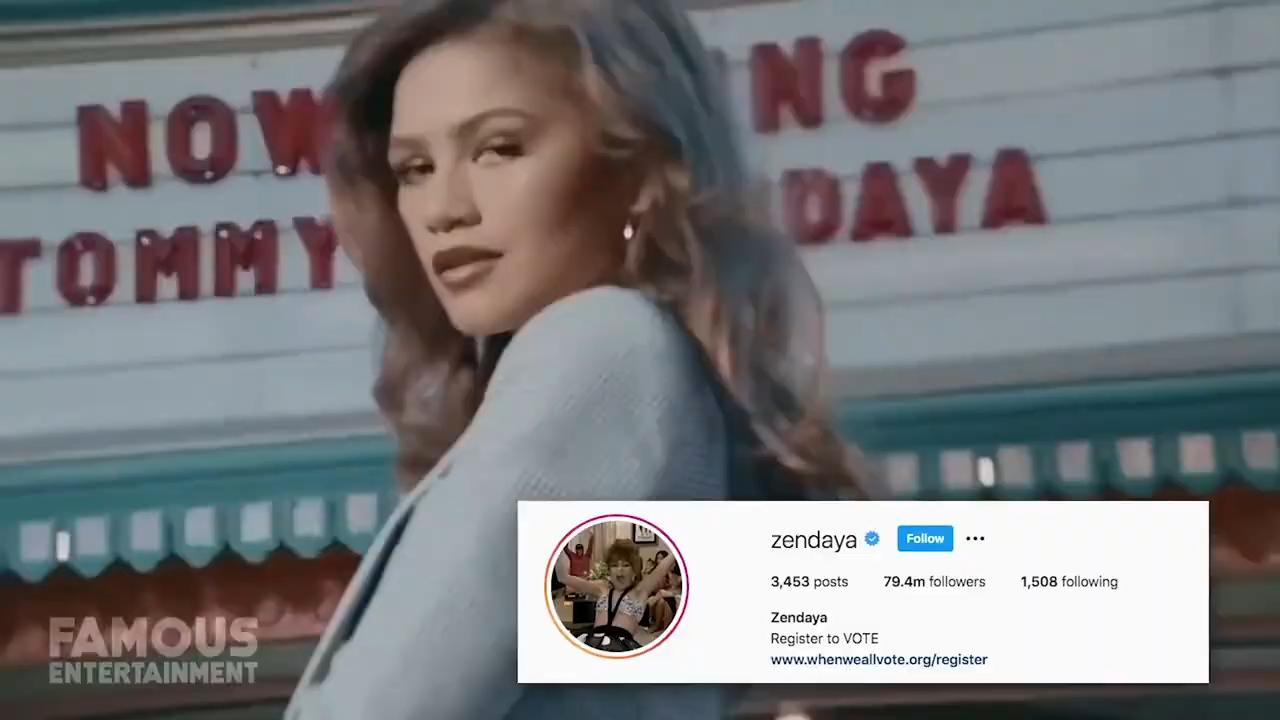 NOW NG
TOMMY DAYA
zendaya Follow
3,453 posts 79.4m followers 1,508 following
Zendaya
Register to VOTE
www.whenweallvote.org/register
FAMOUS
ENTERTAINMENT